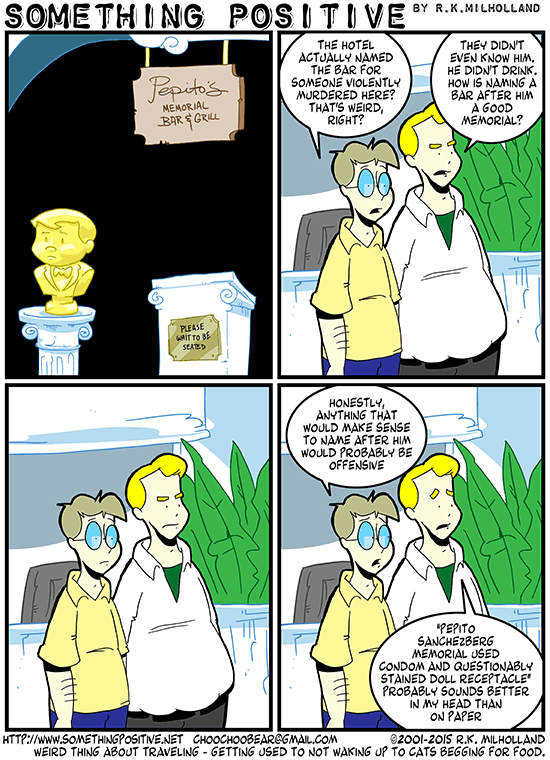 SOMETHING POSITIVE BY R.K.MILHOLLAND
Pepito's
MEMORIAL
BAR & GRILL
PLEASE
WAIT TO BE
SEATED
THE HOTEL
ACTUALLY NAMED
THE BAR FOR
SOMEONE VIOLENTLY
MURDERED HERE?
THAT'S WEIRD,
RIGHT?
THEY DIDN'T
EVEN KNOW HIM.
HE DIDN'T DRINK.
HOW IS NAMING A
BAR AFTER HIM
A GOOD
MEMORIAL?
HONESTLY,
ANYTHING THAT
WOULD MAKE SENSE
TO NAME AFTER HIM
WOULD PROBABLY BE
OFFENSIVE
"PEPITO
SANCHEZBERG
MEMORIAL USED
CONDOM AND QUESTIONABLY
STAINED DOLL RECEPTACLE"
PROBABLY SOUNDS BETTER
IN MY HEAD THAN
ON PAPER
HTTP://WWW.SOMETHINGPOSITIVE.NET CHOOCHOOBEAR@GMAIL.COM ©2001-2015 R.K. MILHOLLAND
WEIRD THING ABOUT TRAVELING - GETTING USED TO NOT WAKING UP TO CATS BEGGING FOR FOOD.